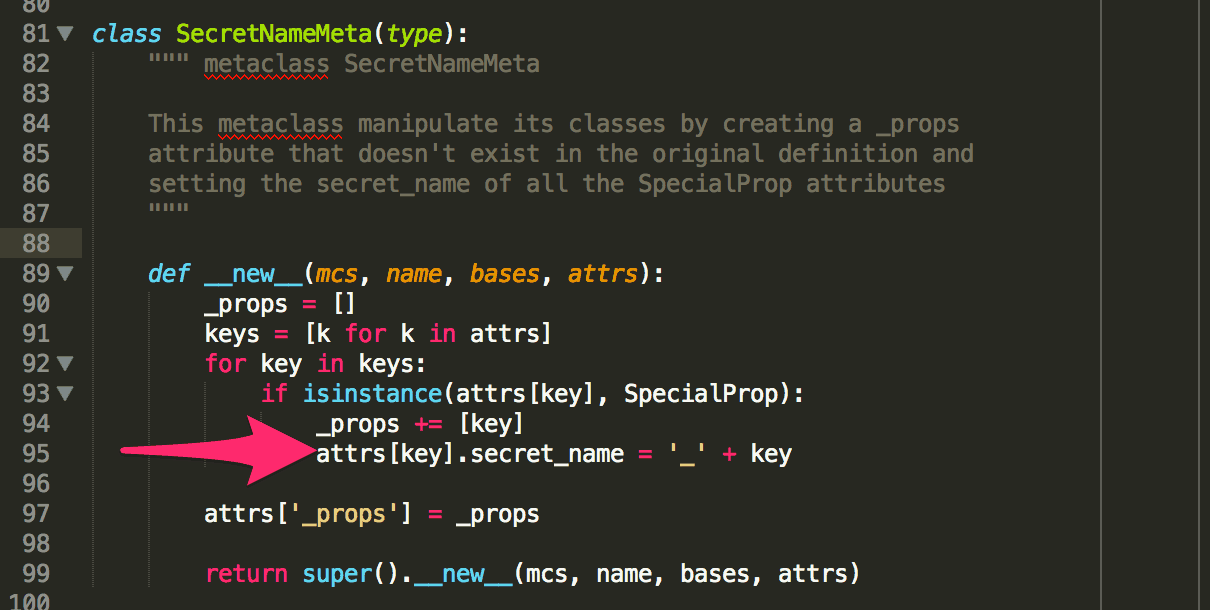 80
81 class SecretNameMeta(type):
82 """ metaclass SecretNameMeta
83
84 This metaclass manipulate its classes by creating a _props
85 attribute that doesn't exist in the original definition and
86 setting the secret_name of all the SpecialProp attributes
87 """
88
89 def __new__(mcs, name, bases, attrs):
90 _props = []
91 keys = [k for k in attrs]
92 for key in keys:
93 if isinstance(attrs[key], SpecialProp):
94 _props += [key]
95 attrs[key].secret_name = '_' + key
96
97 attrs['_props'] = _props
98
99 return super().__new__(mcs, name, bases, attrs)
100